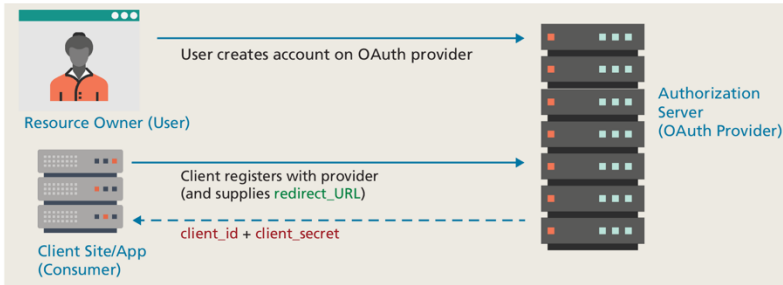 User creates account on OAuth provider
Resource Owner (User)
Authorization
Server
(OAuth Provider)
Client registers with provider
(and supplies redirect_URL)
client_id + client_secret
Client Site/App
(Consumer)